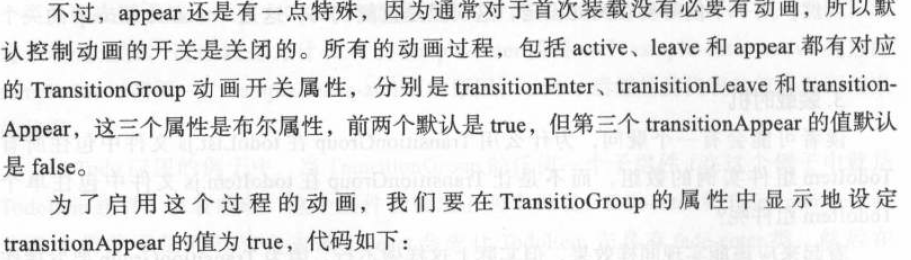 不过，appear 还是有一点特殊，因为通常对于首次装载没有必要有动画，所以默
认控制动画的开关是关闭的。所有的动画过程，包括 active、leave 和 appear 都有对应
的 TransitionGroup 动画开关属性，分别是 transitionEnter、tranisitionLeave 和 transition-
Appear，这三个属性是布尔属性，前两个默认是 true，但第三个 transitionAppear 的值默认
是 false。
为了启用这个过程的动画，我们要在 TransitioGroup 的属性中显示地设定
transitionAppear 的值为 true，代码如下：